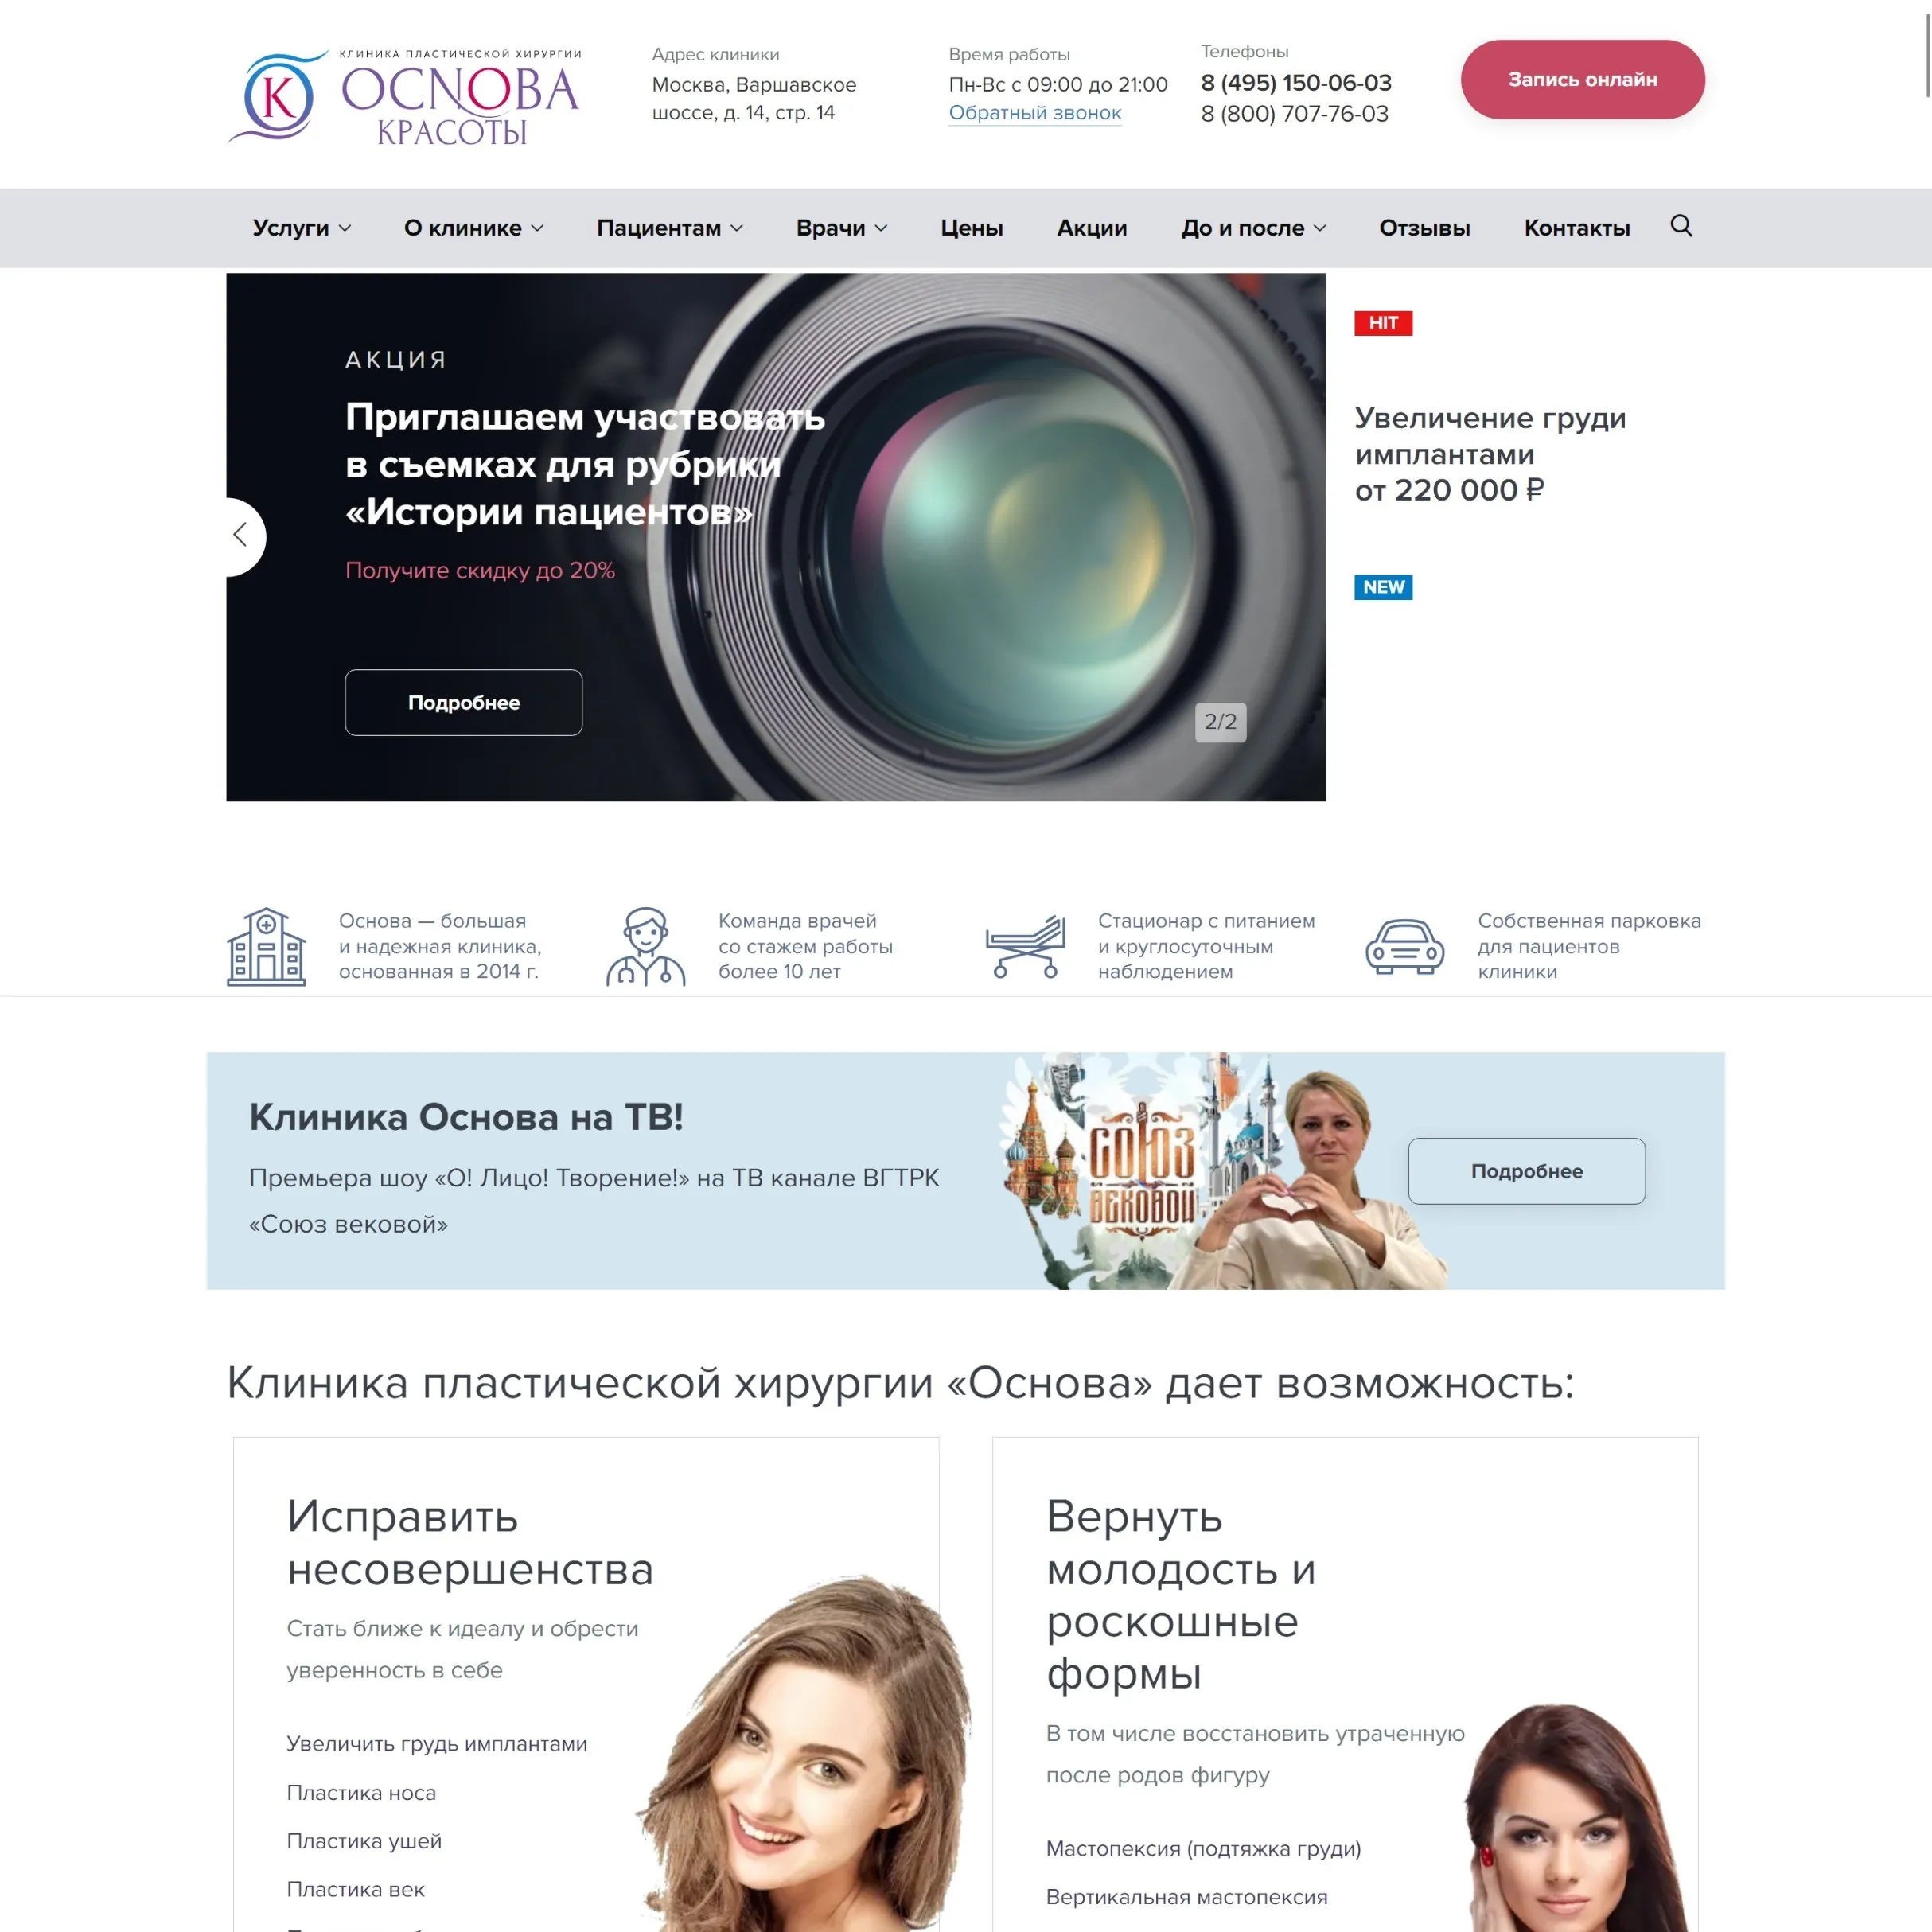 КЛИНИКА ПЛАСТИЧЕСКОЙ ХИРУРГИИ
ОСNОВА
КРАСОТЫ
К
Адрес клиники
Москва, Варшавское
шоссе, д. 14, стр. 14
Время работы
Пн-Вс с 09:00 до 21:00
Обратный звонок
Телефоны
8 (495) 150-06-03
8 (800) 707-76-03
Запись онлайн
Услуги О клинике Пациентам Врачи Цены Акции До и после Отзывы Контакты
АКЦИЯ
Приглашаем участвовать
в съемках для рубрики
«Истории пациентов»
Получите скидку до 20%
Подробнее
2/2
HIT
Увеличение груди
имплантами
от 220 000 ₽
NEW
Основа — большая
и надежная клиника,
основанная в 2014 г.
Команда врачей
со стажем работы
более 10 лет
Стационар с питанием
и круглосуточным
наблюдением
Собственная парковка
для пациентов
клиники
Клиника Основа на ТВ!
Премьера шоу «О! Лицо! Творение!» на ТВ канале ВГТРК
«Союз вековой»
СОЮЗ
ВЕКОВОЙ
Подробнее
Клиника пластической хирургии «Основа» дает возможность:
Исправить
несовершенства
Стать ближе к идеалу и обрести
уверенность в себе
Увеличить грудь имплантами
Пластика носа
Пластика ушей
Пластика век
Вернуть
молодость и
роскошные
формы
В том числе восстановить утраченную
после родов фигуру
Мастопексия (подтяжка груди)
Вертикальная мастопексия